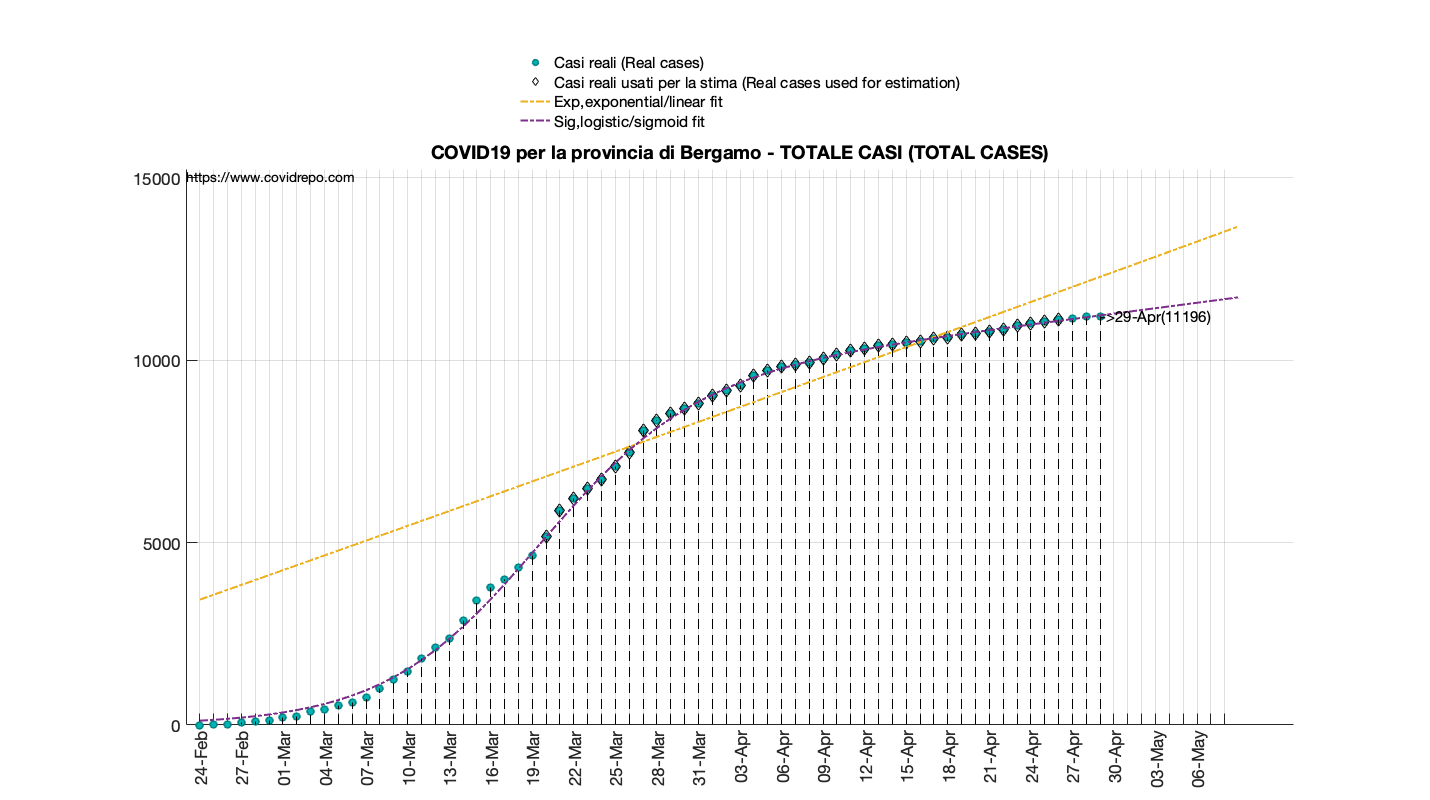 Casi reali (Real cases)
Casi reali usati per la stima (Real cases used for estimation)
Exp,exponential/linear fit
Sig,logistic/sigmoid fit
COVID19 per la provincia di Bergamo - TOTALE CASI (TOTAL CASES)
https://www.covidrepo.com
15000
10000
5000
0
>29-Apr(11196)
24-Feb
27-Feb
01-Mar
04-Mar
07-Mar
10-Mar
13-Mar
16-Mar
19-Mar
22-Mar
25-Mar
28-Mar
31-Mar
03-Apr
06-Apr
09-Apr
12-Apr
15-Apr
18-Apr
21-Apr
24-Apr
27-Apr
30-Apr
03-May
06-May